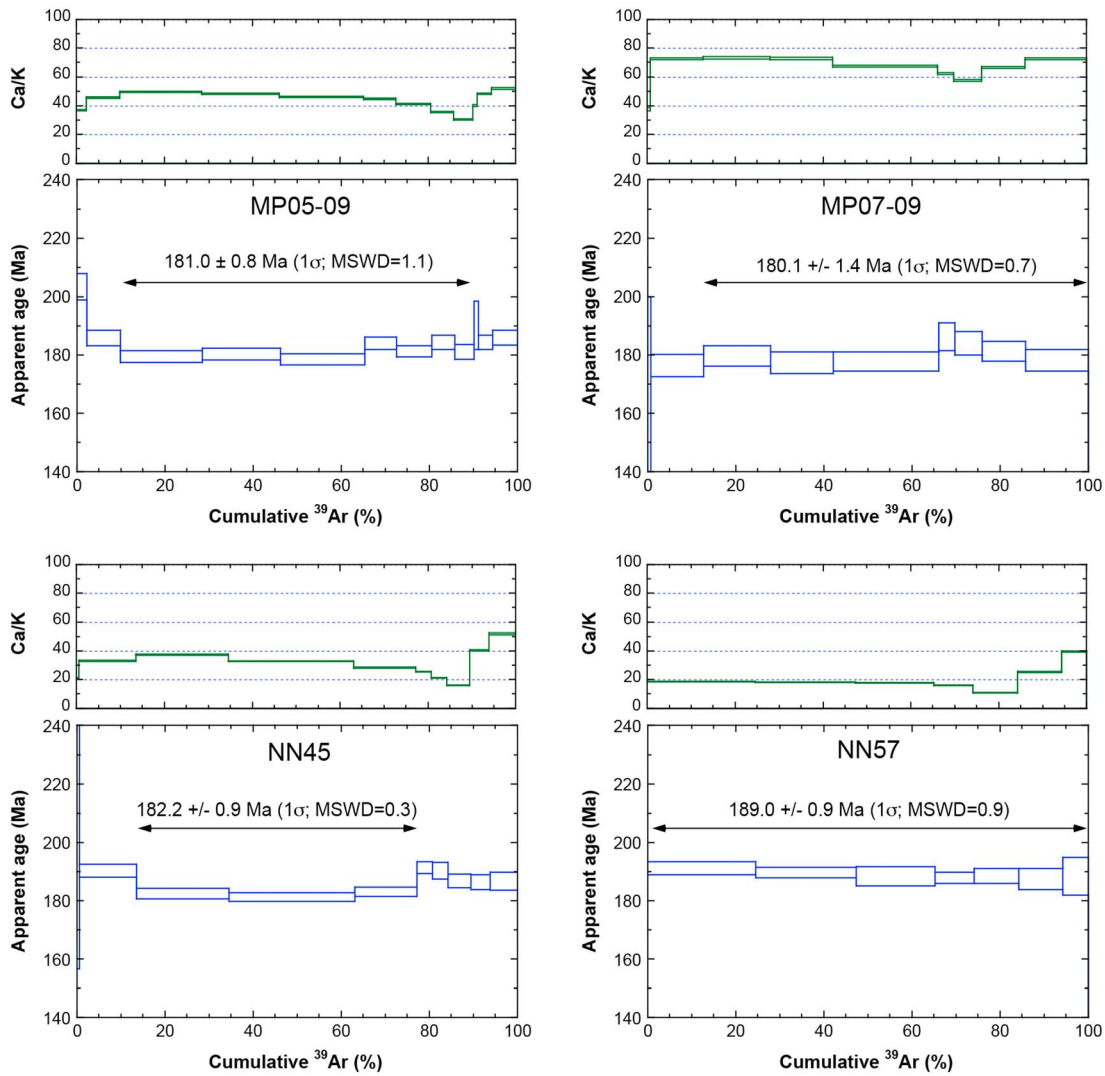 100
80
60
40
20
0
Ca/K
240
220
200
180
160
140
Apparent age (Ma)
MP05-09
181.0 ± 0.8 Ma (1σ; MSWD=1.1)
0 20 40 60 80 100
Cumulative ³⁹Ar (%)
100
80
60
40
20
0
Ca/K
240
220
200
180
160
140
Apparent age (Ma)
MP07-09
180.1 +/- 1.4 Ma (1σ; MSWD=0.7)
0 20 40 60 80 100
Cumulative ³⁹Ar (%)
100
80
60
40
20
0
Ca/K
240
220
200
180
160
140
Apparent age (Ma)
NN45
182.2 +/- 0.9 Ma (1σ; MSWD=0.3)
0 20 40 60 80 100
Cumulative ³⁹Ar (%)
100
80
60
40
20
0
Ca/K
240
220
200
180
160
140
Apparent age (Ma)
NN57
189.0 +/- 0.9 Ma (1σ; MSWD=0.9)
0 20 40 60 80 100
Cumulative ³⁹Ar (%)